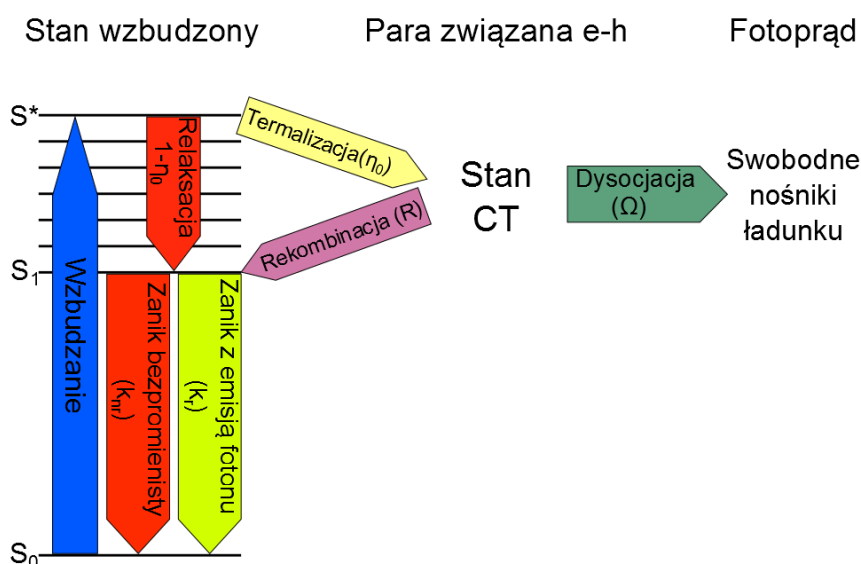 Stan wzbudzony
Para związana e-h
Fotoprąd
S*
Relaksacja
1-η0
Termalizacja(η0)
Stan
CT
Dysocjacja
(Ω)
Swobodne
nośniki
ładunku
Rekombinacja (R)
S1
Wzbudzanie
Zanik bezpromienisty
(knr)
Zanik z emisją fotonu
(kr)
S0